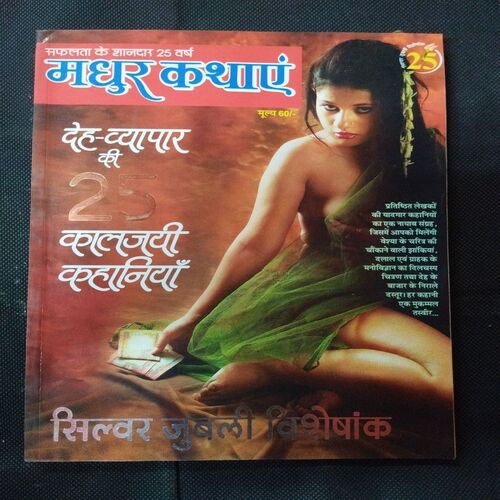 सफलता के शानदार 25 वर्ष
मधुर कथाएं
25
मूल्य 60/-
देह-व्यापार
की
25
कालजयी
कहानियाँ
प्रतिष्ठित लेखकों
की यादगार कहानियों
का एक नायाब संग्रह,
जिसमें आपको मिलेंगी
वेश्या के चरित्र की
चौंकाने वाली झांकियां,
दलाल एवं ग्राहक के
मनोविज्ञान का दिलचस्प
चित्रण तथा देह के
बाजार के निराले
दस्तूर। हर कहानी
एक मुकम्मल
तस्वीर...
सिल्वर जुबली विशेषांक